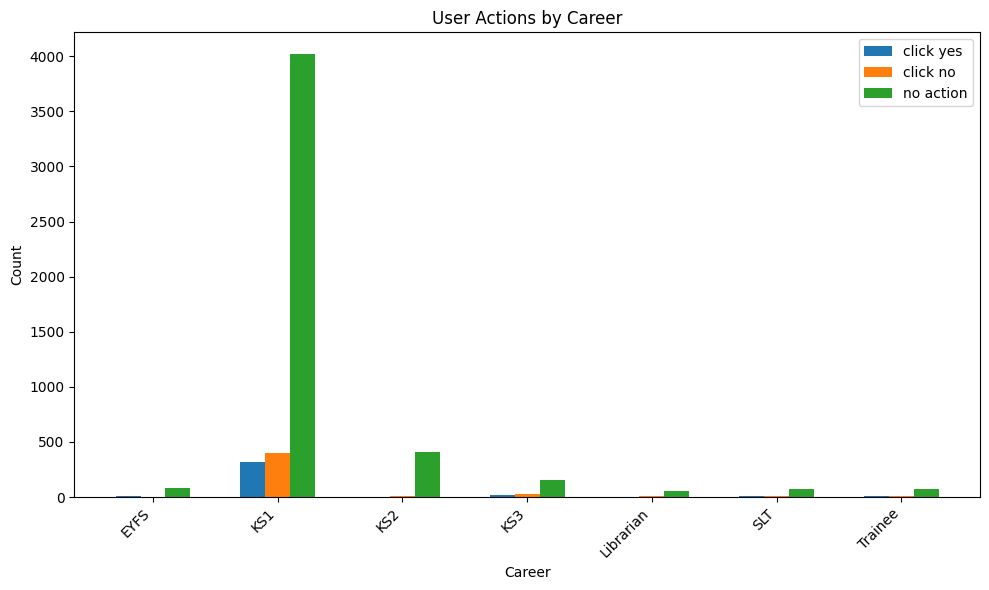 User Actions by Career
click yes
click no
no action
Count
4000
3500
3000
2500
2000
1500
1000
500
0
EYFS
KS1
KS2
KS3
Librarian
SLT
Trainee
Career